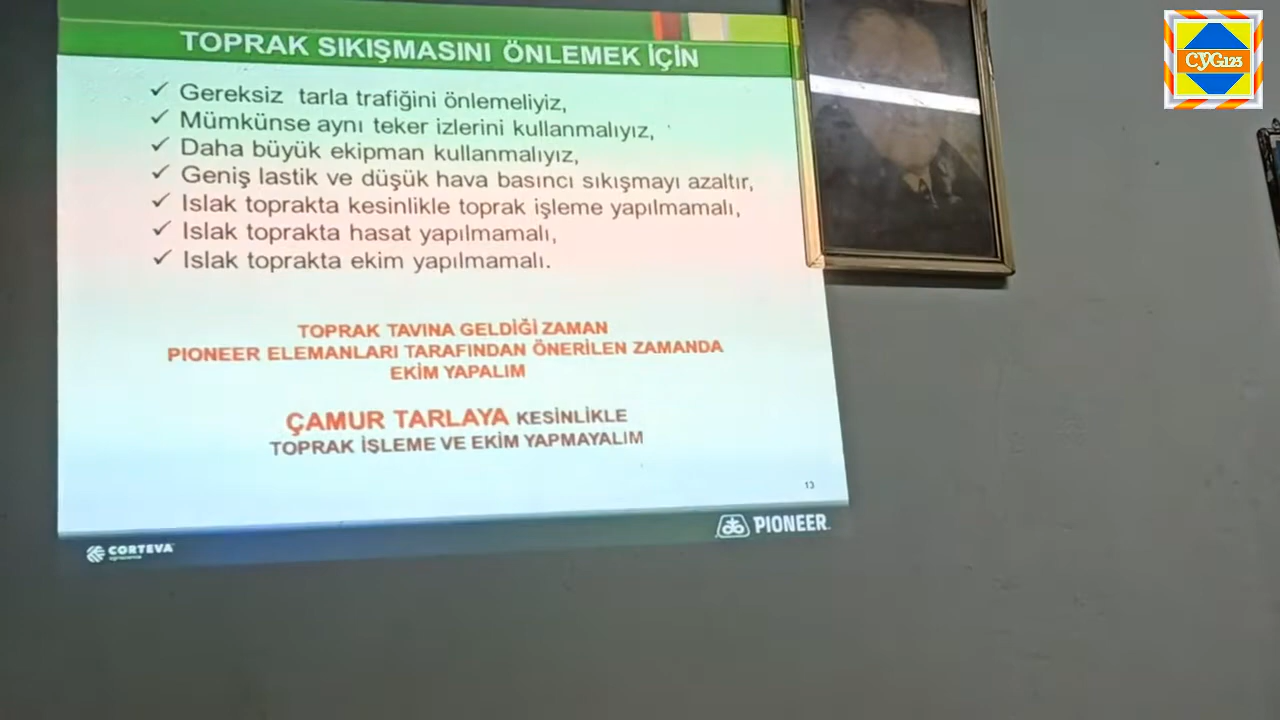 TOPRAK SIKIŞMASINI ÖNLEMEK İÇİN
✓ Gereksiz tarla trafiğini önlemeliyiz,
✓ Mümkünse aynı teker izlerini kullanmalıyız,
✓ Daha büyük ekipman kullanmalıyız,
✓ Geniş lastik ve düşük hava basıncı sıkışmayı azaltır,
✓ Islak toprakta kesinlikle toprak işleme yapılmamalı,
✓ Islak toprakta hasat yapılmamalı,
✓ Islak toprakta ekim yapılmamalı.
TOPRAK TAVINA GELDİĞİ ZAMAN
PIONEER ELEMANLARI TARAFINDAN ÖNERİLEN ZAMANDA
EKİM YAPALIM
ÇAMUR TARLAYA KESİNLİKLE
TOPRAK İŞLEME VE EKİM YAPMAYALIM
13
CORTEVA
agriscience
PIONEER
CYG123